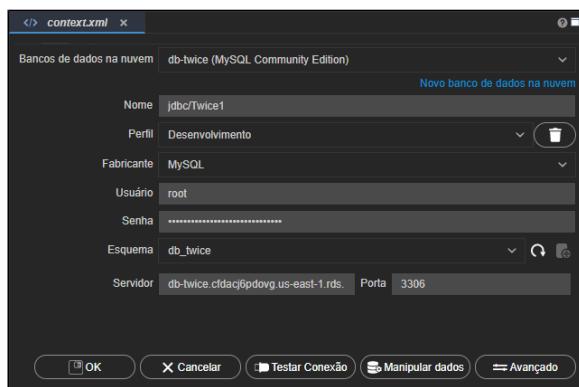 </> context.xml ×
Bancos de dados na nuvem db-twice (MySQL Community Edition)
Novo banco de dados na nuvem
Nome jdbc/Twice1
Perfil Desenvolvimento
Fabricante MySQL
Usuário root
Senha ••••••••••••••••••••••••••••••
Esquema db_twice
Servidor db-twice.cfdacj6pdovg.us-east-1.rds. Porta 3306
OK Cancelar Testar Conexão Manipular dados Avançado